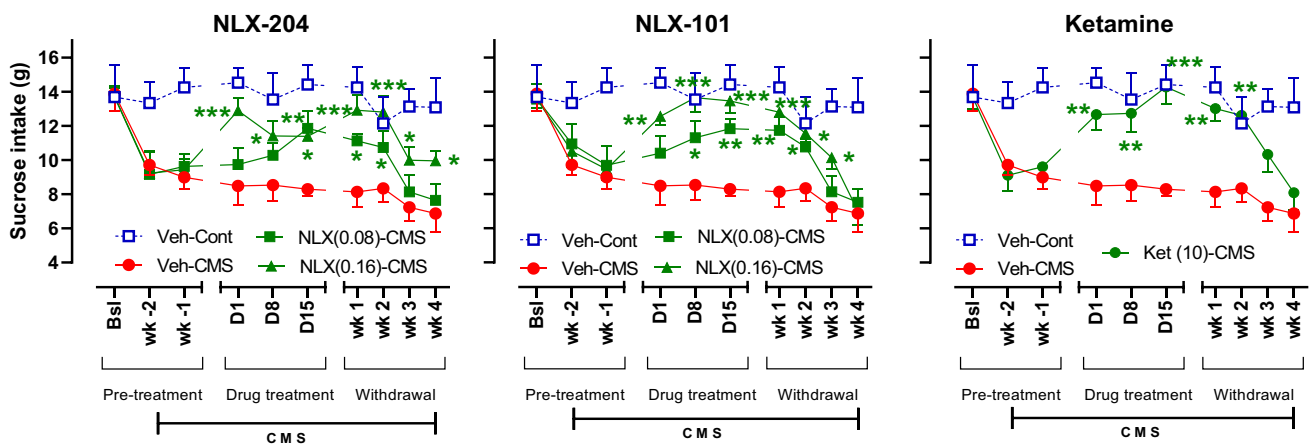 NLX-204
NLX-101
Ketamine
Sucrose intake (g)
16
14
12
10
8
6
4
***
*
**
*
***
*
***
*
*
*
Veh-Cont
Veh-CMS
NLX(0.08)-CMS
NLX(0.16)-CMS
**
***
*
***
**
***
**
*
*
*
Veh-Cont
Veh-CMS
NLX(0.08)-CMS
NLX(0.16)-CMS
**
**
***
**
**
Veh-Cont
Veh-CMS
Ket (10)-CMS
Bsl
wk -2
wk -1
D1
D8
D15
wk 1
wk 2
wk 3
wk 4
Bsl
wk -2
wk -1
D1
D8
D15
wk 1
wk 2
wk 3
wk 4
Bsl
wk -2
wk -1
D1
D8
D15
wk 1
wk 2
wk 3
wk 4
Pre-treatment Drug treatment Withdrawal
Pre-treatment Drug treatment Withdrawal
Pre-treatment Drug treatment Withdrawal
CMS
CMS
CMS